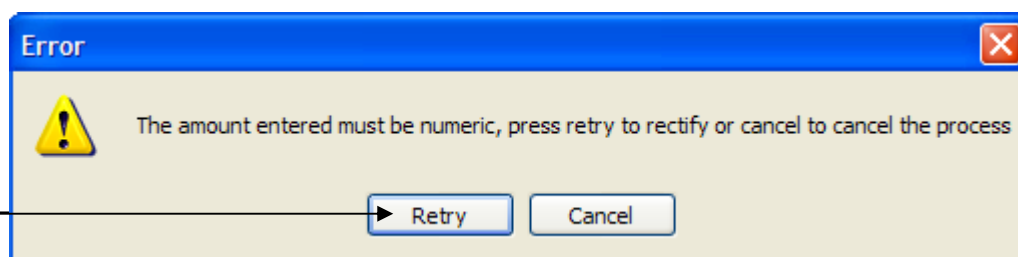 Error
The amount entered must be numeric, press retry to rectify or cancel to cancel the process
Retry
Cancel